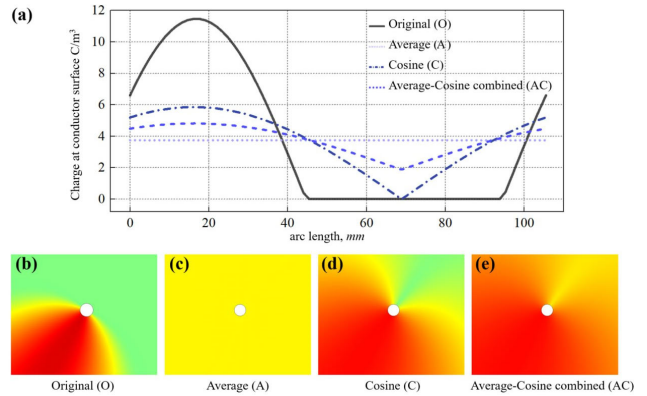 (a)
Charge at conductor surface C/m³
12
10
8
6
4
2
0
0 20 40 60 80 100
arc length, mm
Original (O)
Average (A)
Cosine (C)
Average-Cosine combined (AC)
(b) (c) (d) (e)
Original (O) Average (A) Cosine (C) Average-Cosine combined (AC)